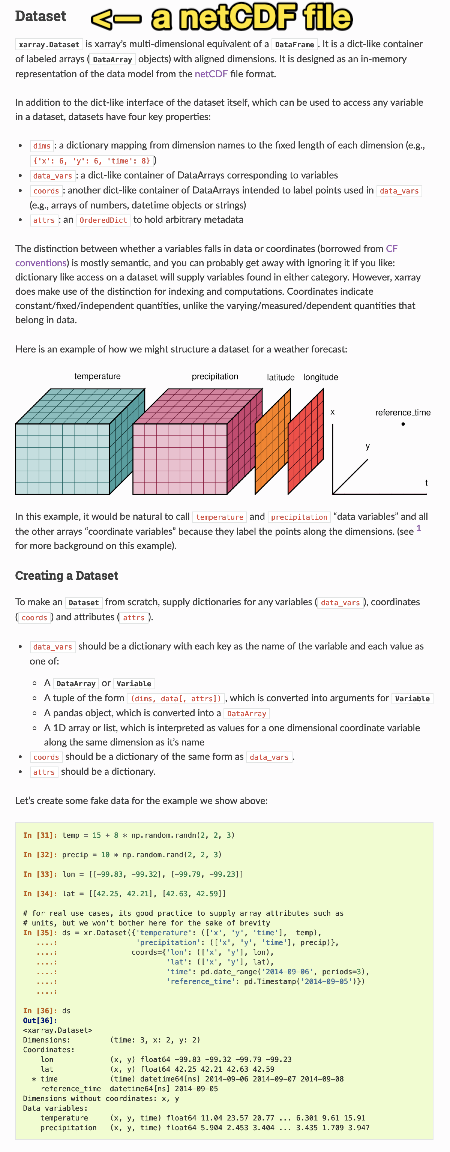 Dataset
<— a netCDF file
xarray.Dataset is xarray's multi-dimensional equivalent of a DataFrame. It is a dict-like container
of labeled arrays (DataArray objects) with aligned dimensions. It is designed as an in-memory
representation of the data model from the netCDF file format.
In addition to the dict-like interface of the dataset itself, which can be used to access any variable
in a dataset, datasets have four key properties:
• dims: a dictionary mapping from dimension names to the fixed length of each dimension (e.g.,
{'x': 6, 'y': 6, 'time': 8})
• data_vars: a dict-like container of DataArrays corresponding to variables
• coords: another dict-like container of DataArrays intended to label points used in data_vars
(e.g., arrays of numbers, datetime objects or strings)
• attrs: an OrderedDict to hold arbitrary metadata
The distinction between whether a variables falls in data or coordinates (borrowed from CF
conventions) is mostly semantic, and you can probably get away with ignoring it if you like:
dictionary like access on a dataset will supply variables found in either category. However, xarray
does make use of the distinction for indexing and computations. Coordinates indicate
constant/fixed/independent quantities, unlike the varying/measured/dependent quantities that
belong in data.
Here is an example of how we might structure a dataset for a weather forecast:
temperature precipitation latitude longitude
x reference_time
y
t
In this example, it would be natural to call temperature and precipitation "data variables" and all
the other arrays "coordinate variables" because they label the points along the dimensions. (see 1
for more background on this example).
Creating a Dataset
To make an Dataset from scratch, supply dictionaries for any variables (data_vars), coordinates
(coords) and attributes (attrs).
• data_vars should be a dictionary with each key as the name of the variable and each value as
one of:
◦ A DataArray or Variable
◦ A tuple of the form (dims, data[, attrs]), which is converted into arguments for Variable
◦ A pandas object, which is converted into a DataArray
◦ A 1D array or list, which is interpreted as values for a one dimensional coordinate variable
along the same dimension as it's name
• coords should be a dictionary of the same form as data_vars.
• attrs should be a dictionary.
Let's create some fake data for the example we show above:
In [31]: temp = 15 + 8 * np.random.randn(2, 2, 3)
In [32]: precip = 10 * np.random.rand(2, 2, 3)
In [33]: lon = [[-99.83, -99.32], [-99.79, -99.23]]
In [34]: lat = [[42.25, 42.21], [42.63, 42.59]]
# for real use cases, its good practice to supply array attributes such as
# units, but we won't bother here for the sake of brevity
In [35]: ds = xr.Dataset({'temperature': (['x', 'y', 'time'], temp),
....: 'precipitation': (['x', 'y', 'time'], precip)},
....: coords={'lon': (['x', 'y'], lon),
....: 'lat': (['x', 'y'], lat),
....: 'time': pd.date_range('2014-09-06', periods=3),
....: 'reference_time': pd.Timestamp('2014-09-05')})
....:
In [36]: ds
Out[36]:
<xarray.Dataset>
Dimensions: (time: 3, x: 2, y: 2)
Coordinates:
lon (x, y) float64 -99.83 -99.32 -99.79 -99.23
lat (x, y) float64 42.25 42.21 42.63 42.59
* time (time) datetime64[ns] 2014-09-06 2014-09-07 2014-09-08
reference_time datetime64[ns] 2014-09-05
Dimensions without coordinates: x, y
Data variables:
temperature (x, y, time) float64 11.04 23.57 20.77 ... 6.301 9.61 15.91
precipitation (x, y, time) float64 5.904 2.453 3.404 ... 3.435 1.709 3.947